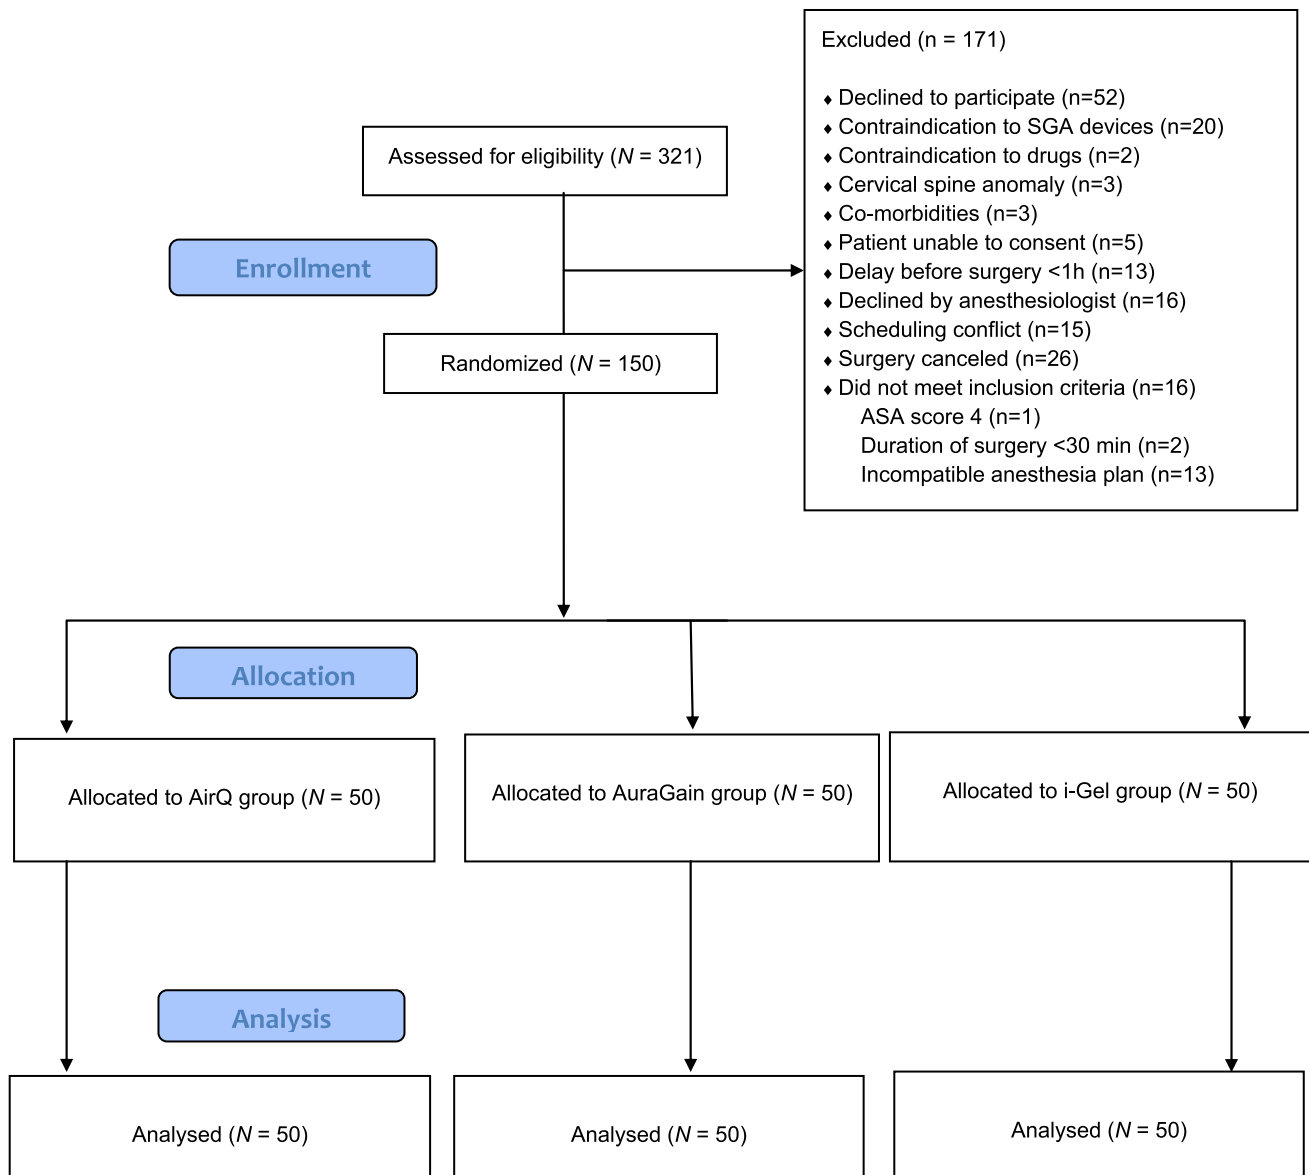 Excluded (n = 171)
♦ Declined to participate (n=52)
♦ Contraindication to SGA devices (n=20)
♦ Contraindication to drugs (n=2)
♦ Cervical spine anomaly (n=3)
♦ Co-morbidities (n=3)
♦ Patient unable to consent (n=5)
♦ Delay before surgery <1h (n=13)
♦ Declined by anesthesiologist (n=16)
♦ Scheduling conflict (n=15)
♦ Surgery canceled (n=26)
♦ Did not meet inclusion criteria (n=16)
ASA score 4 (n=1)
Duration of surgery <30 min (n=2)
Incompatible anesthesia plan (n=13)
Assessed for eligibility (N = 321)
Enrollment
Randomized (N = 150)
Allocation
Allocated to AirQ group (N = 50)
Allocated to AuraGain group (N = 50)
Allocated to i-Gel group (N = 50)
Analysis
Analysed (N = 50)
Analysed (N = 50)
Analysed (N = 50)